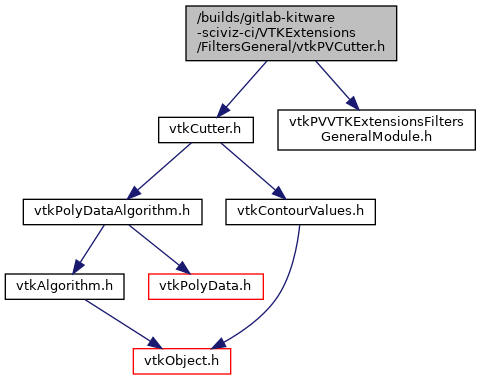 /builds/gitlab-kitware
-sciviz-ci/VTKExtensions
/FiltersGeneral/vtkPVCutter.h
vtkCutter.h
vtkPVVTKExtensionsFilters
GeneralModule.h
vtkPolyDataAlgorithm.h
vtkContourValues.h
vtkAlgorithm.h
vtkPolyData.h
vtkObject.h